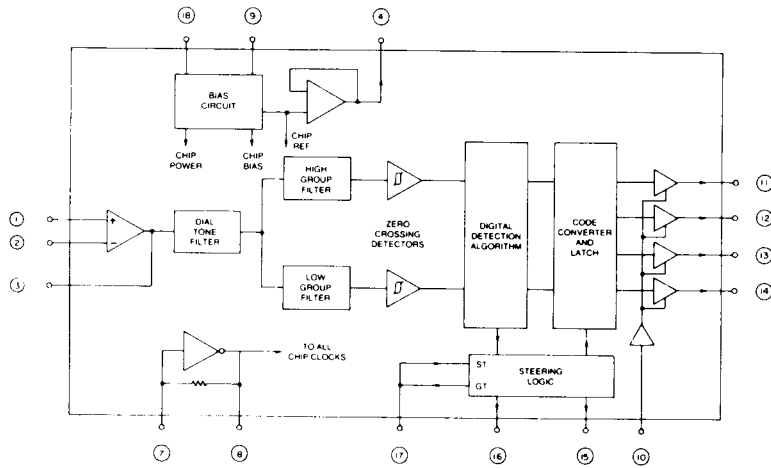 18
9
4
BIAS
CIRCUIT
CHIP
POWER
CHIP
BIAS
CHIP
REF
HIGH
GROUP
FILTER
1
2
3
+
−
DIAL
TONE
FILTER
ZERO
CROSSING
DETECTORS
DIGITAL
DETECTION
ALGORITHM
CODE
CONVERTER
AND
LATCH
11
12
13
14
LOW
GROUP
FILTER
TO ALL
CHIP CLOCKS
ST
GT
STEERING
LOGIC
7
8
17
16
15
10